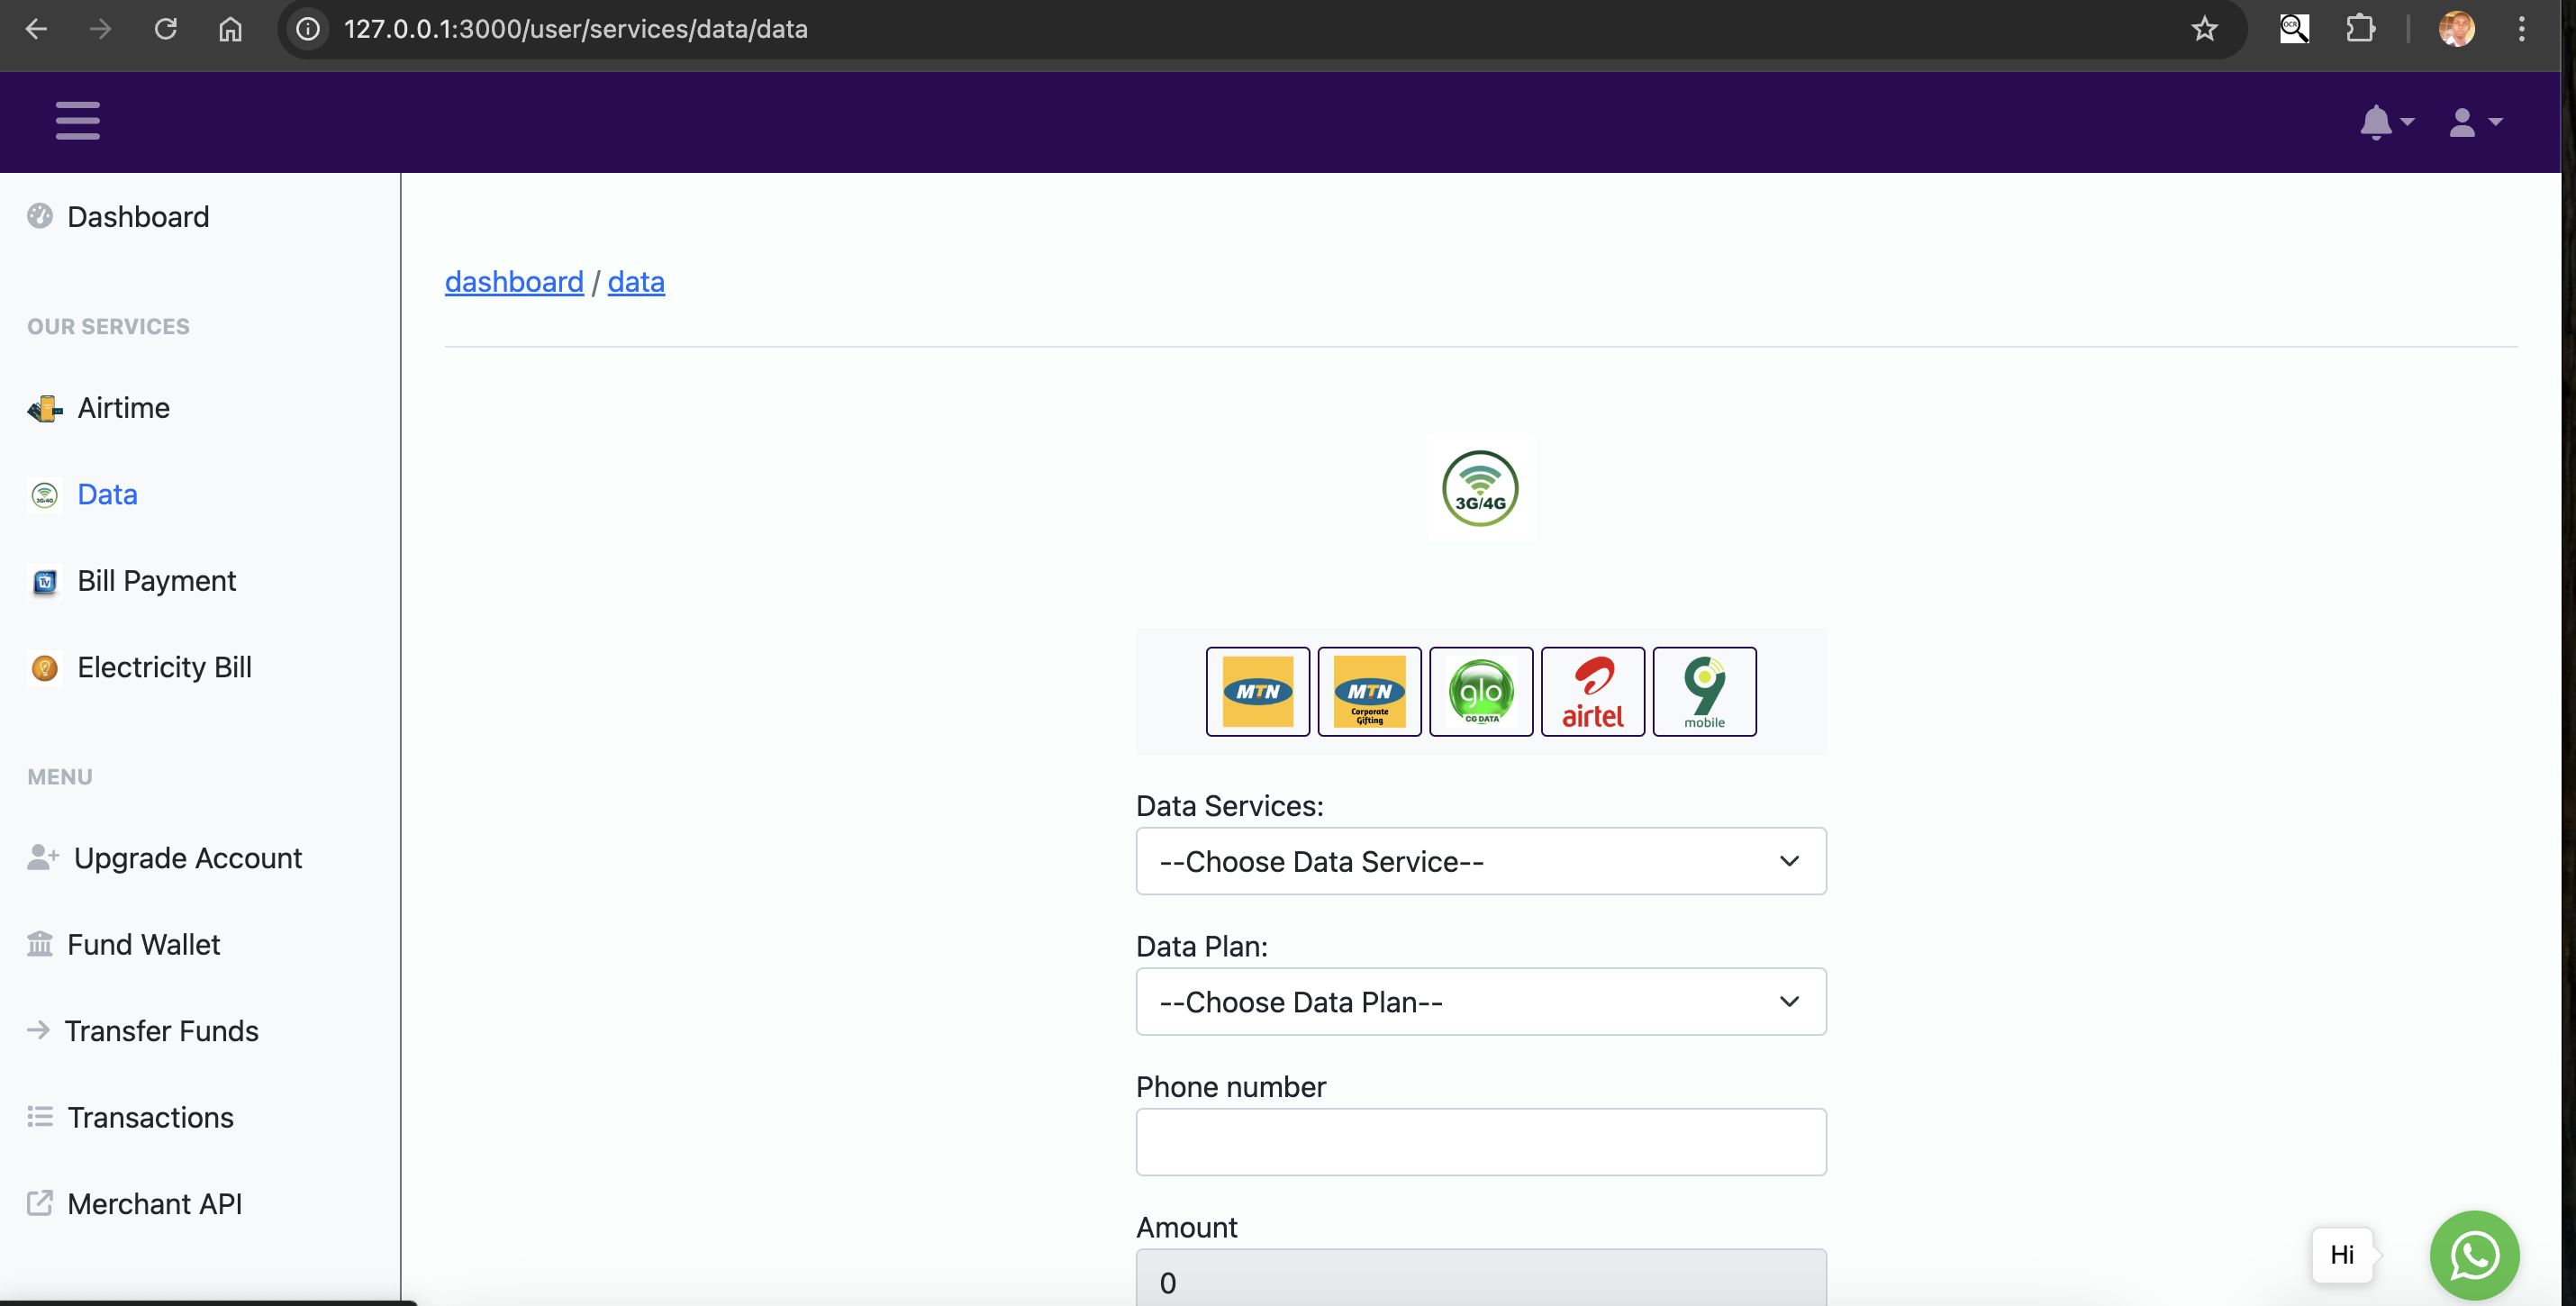 127.0.0.1:3000/user/services/data/data
OCR
Dashboard
dashboard / data
OUR SERVICES
Airtime
3G/4G
Data
Bill Payment
Electricity Bill
MENU
Upgrade Account
Fund Wallet
Transfer Funds
Transactions
Merchant API
3G/4G
MTN
MTN
Corporate
Gifting
glo
CG DATA
airtel
9
mobile
Data Services:
--Choose Data Service--
Data Plan:
--Choose Data Plan--
Phone number
Amount
0
Hi